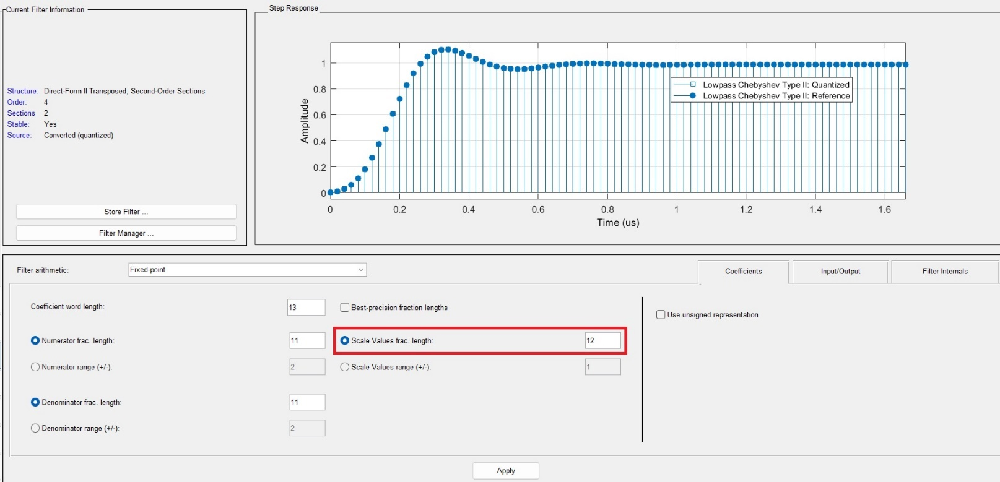 Current Filter Information
Structure: Direct-Form II Transposed, Second-Order Sections
Order: 4
Sections 2
Stable: Yes
Source: Converted (quantized)
Store Filter ...
Filter Manager ...
Step Response
Amplitude
1
0.8
0.6
0.4
0.2
0
Lowpass Chebyshev Type II: Quantized
Lowpass Chebyshev Type II: Reference
0 0.2 0.4 0.6 0.8 1 1.2 1.4 1.6
Time (us)
Filter arithmetic: Fixed-point
Coefficients Input/Output Filter Internals
Coefficient word length: 13 Best-precision fraction lengths
Use unsigned representation
Numerator frac. length: 11 Scale Values frac. length: 12
Numerator range (+/-): 2 Scale Values range (+/-): 1
Denominator frac. length: 11
Denominator range (+/-): 2
Apply